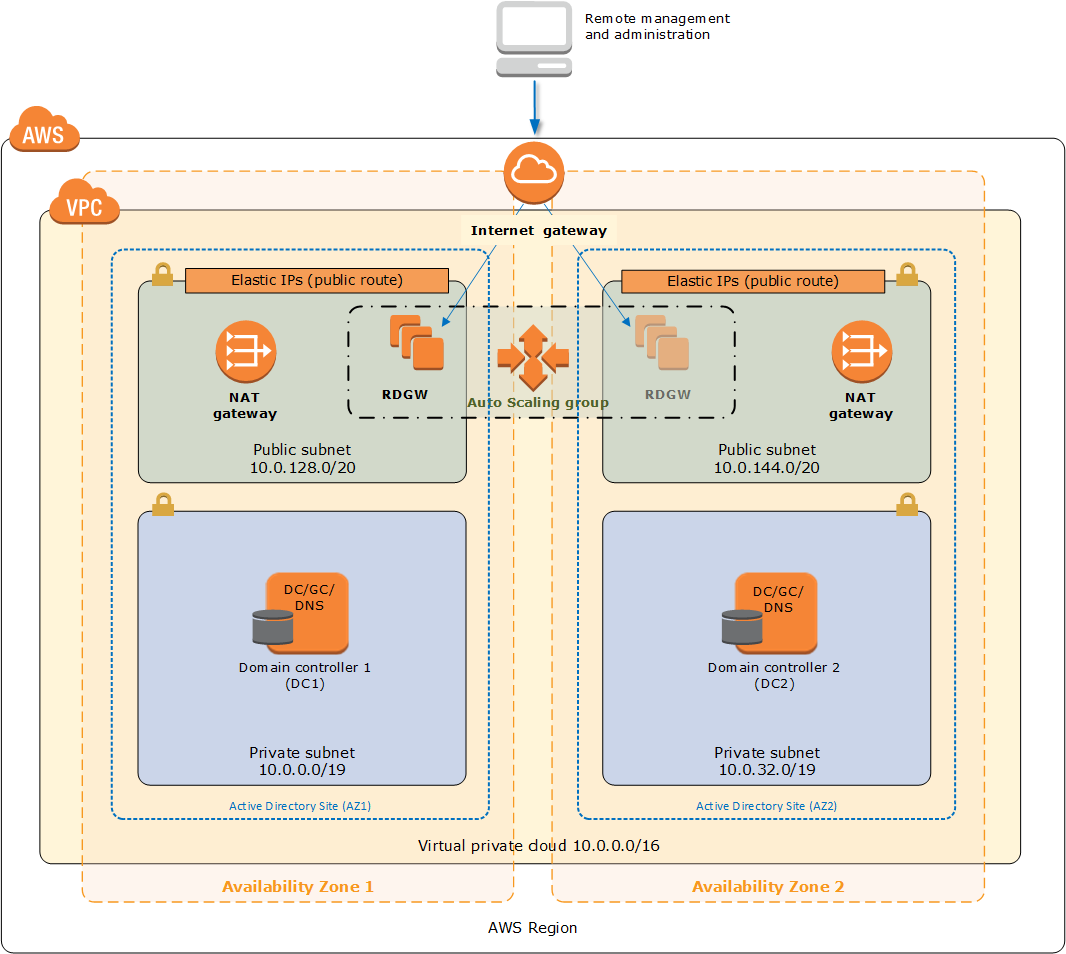 Remote management
and administration
AWS
VPC
Internet gateway
Elastic IPs (public route)
Elastic IPs (public route)
NAT
gateway
RDGW
Auto Scaling group
RDGW
NAT
gateway
Public subnet
10.0.128.0/20
Public subnet
10.0.144.0/20
DC/GC/
DNS
Domain controller 1
(DC1)
DC/GC/
DNS
Domain controller 2
(DC2)
Private subnet
10.0.0.0/19
Private subnet
10.0.32.0/19
Active Directory Site (AZ1)
Active Directory Site (AZ2)
Virtual private cloud 10.0.0.0/16
Availability Zone 1
Availability Zone 2
AWS Region